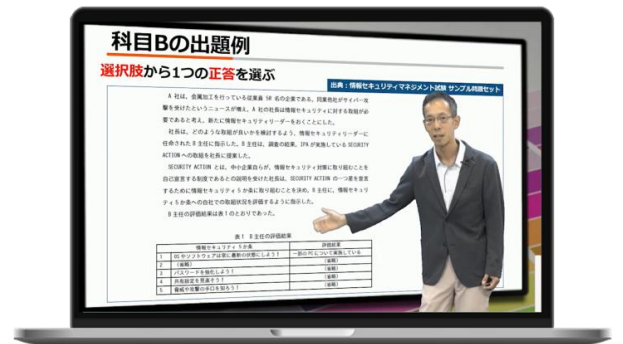 科目Bの出題例
選択肢から1つの正答を選ぶ
出典：情報セキュリティマネジメント試験 サンプル問題セット
A 社は，金属加工を行っている従業員 50 名の企業である。同業他社がサイバー攻
撃を受けたというニュースが増え，A 社の社長は情報セキュリティに対する取組が必
要であると考え，新たに情報セキュリティリーダーをおくことにした。
社長は，どのような取組が良いかを検討するよう，情報セキュリティリーダーに
任命された B 主任に指示した。B 主任は，調査の結果，IPA が実施している SECURITY
ACTION への取組を社長に提案した。
SECURITY ACTION とは，中小企業自らが，情報セキュリティ対策に取り組むことを
自己宣言する制度であるとの説明を受けた社長は，SECURITY ACTION の一つ星を宣言
するために情報セキュリティ 5 か条に取り組むことを決め，B 主任に，情報セキュリ
ティ 5 か条への自社での取組状況を評価するように指示した。
B 主任の評価結果は表 1 のとおりであった。
表 1 B 主任の評価結果
情報セキュリティ 5 か条 評価結果
1 OS やソフトウェアは常に最新の状態にしよう！ 一部の PC について実施している
2 （省略） （省略）
3 パスワードを強化しよう！ （省略）
4 共有設定を見直そう！ （省略）
5 脅威や攻撃の手口を知ろう！ （省略）